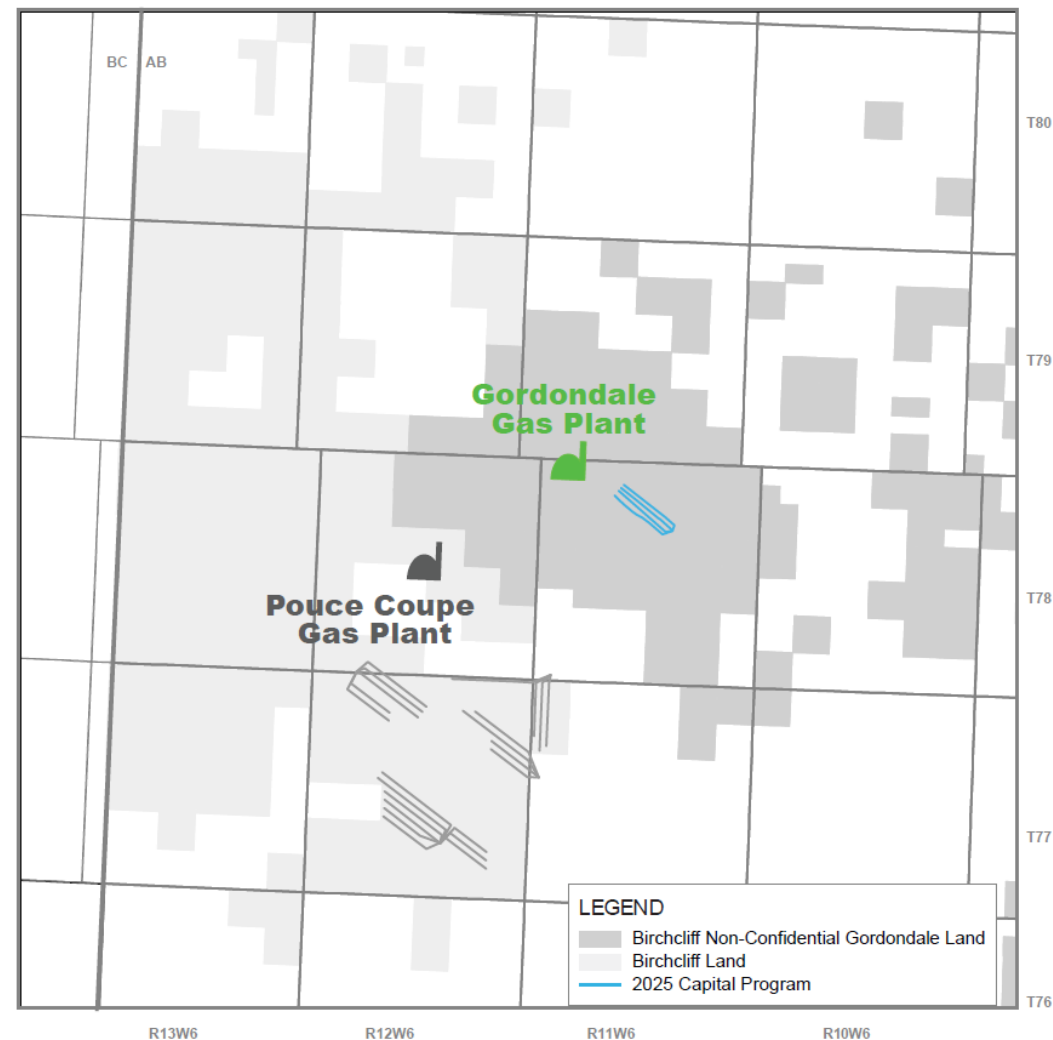 BC AB
T80
T79
Gordondale
Gas Plant
T78
Pouce Coupe
Gas Plant
T77
LEGEND
Birchcliff Non-Confidential Gordondale Land
Birchcliff Land
2025 Capital Program
T76
R13W6 R12W6 R11W6 R10W6